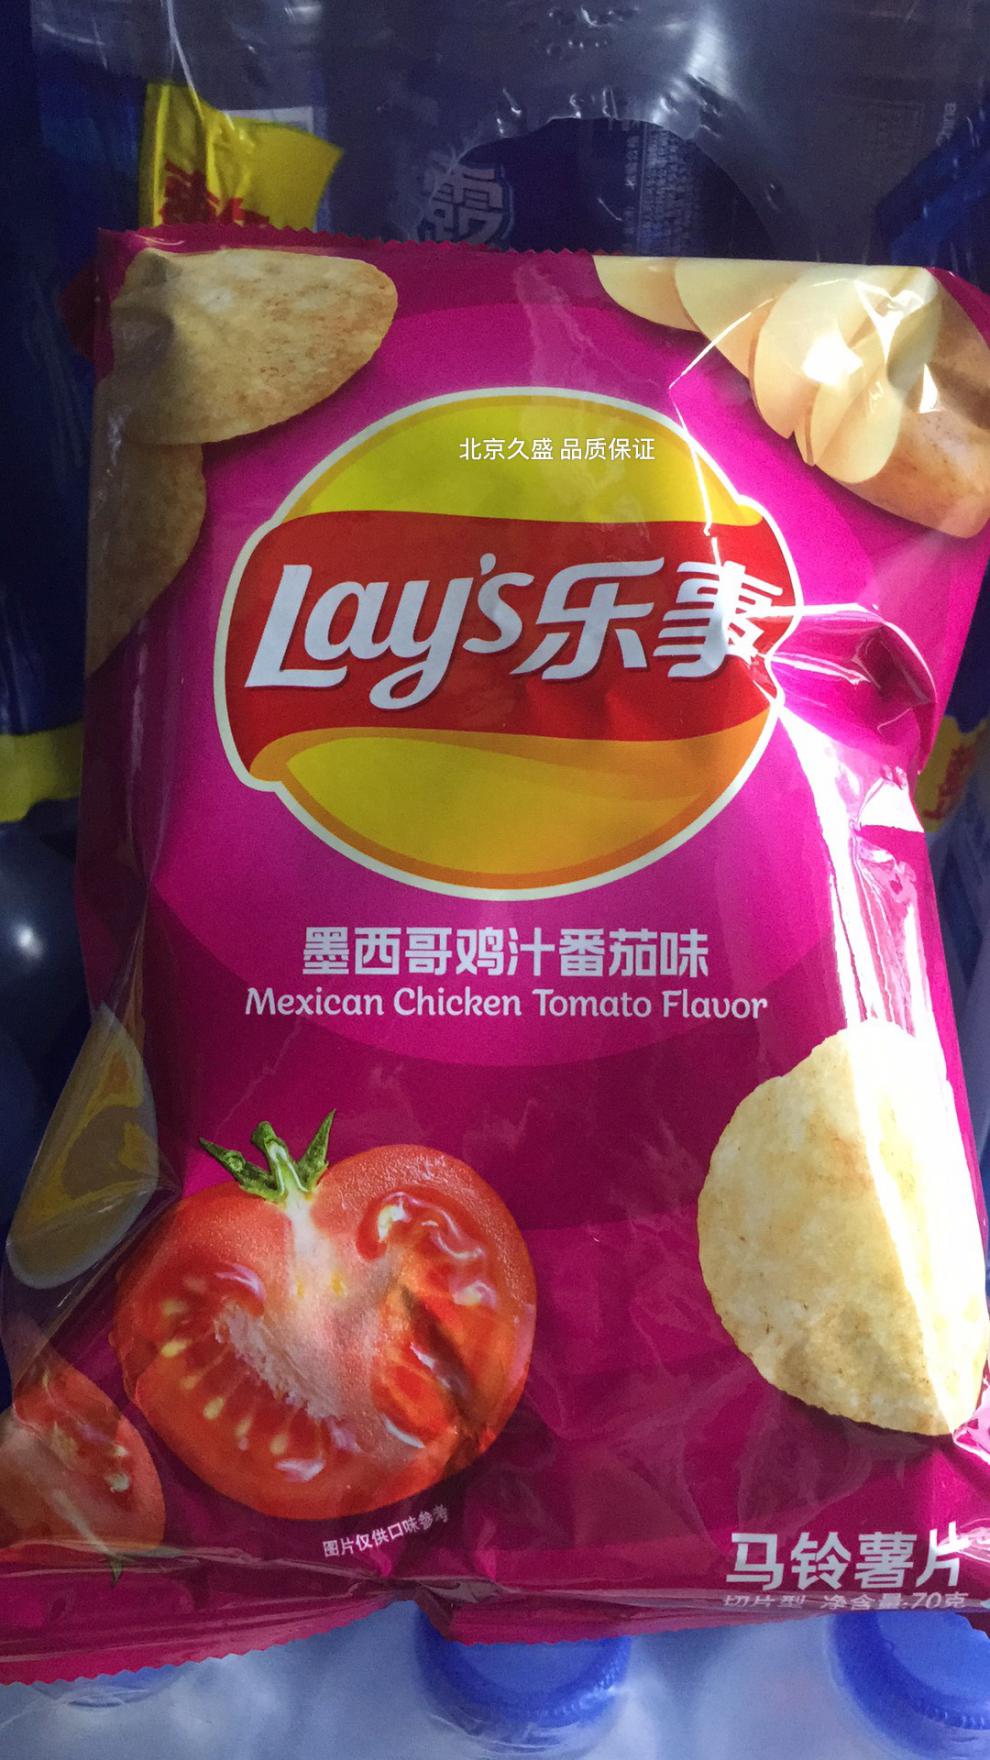 露
北京久盛 品质保证
Lay's乐事
墨西哥鸡汁番茄味
Mexican Chicken Tomato Flavor
图片仅供口味参考
马铃薯片
切片型 净含量:70克